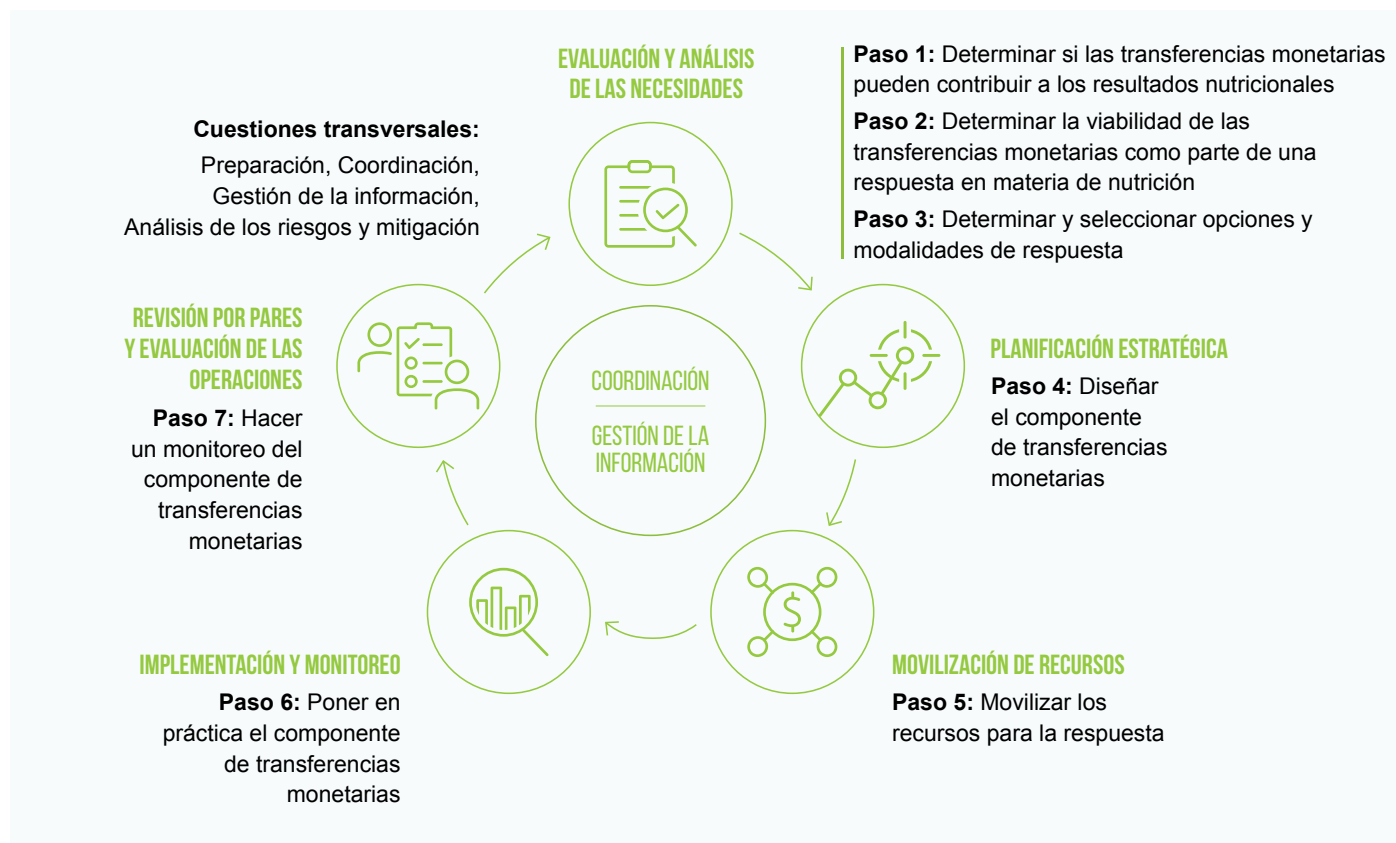 EVALUACIÓN Y ANÁLISIS
DE LAS NECESIDADES
Paso 1: Determinar si las transferencias monetarias
pueden contribuir a los resultados nutricionales
Paso 2: Determinar la viabilidad de las
transferencias monetarias como parte de una
respuesta en materia de nutrición
Paso 3: Determinar y seleccionar opciones y
modalidades de respuesta
Cuestiones transversales:
Preparación, Coordinación,
Gestión de la información,
Análisis de los riesgos y mitigación
PLANIFICACIÓN ESTRATÉGICA
Paso 4: Diseñar
el componente
de transferencias
monetarias
MOVILIZACIÓN DE RECURSOS
Paso 5: Movilizar los
recursos para la respuesta
$
IMPLEMENTACIÓN Y MONITOREO
Paso 6: Poner en
práctica el componente
de transferencias
monetarias
REVISIÓN POR PARES
Y EVALUACIÓN DE LAS
OPERACIONES
Paso 7: Hacer
un monitoreo del
componente de
transferencias
monetarias
COORDINACIÓN
GESTIÓN DE LA
INFORMACIÓN